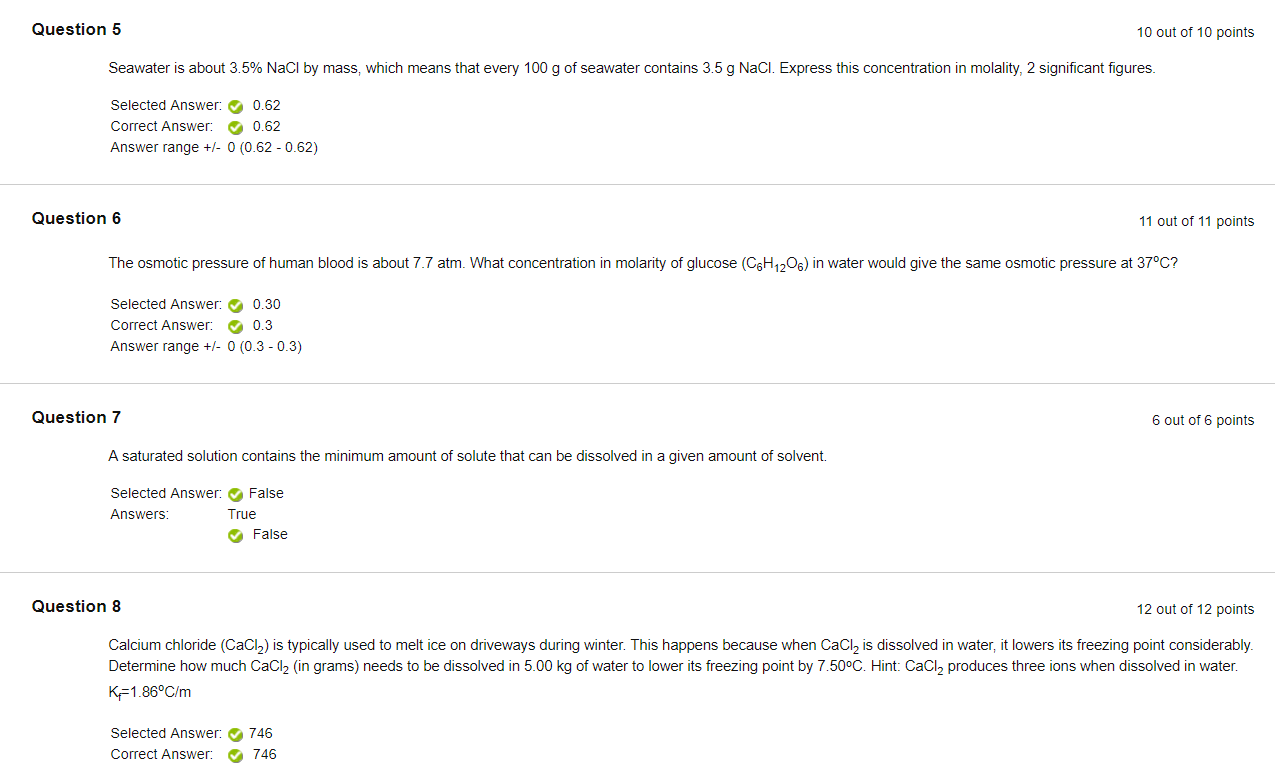 Question 5
10 out of 10 points
Seawater is about 3.5% NaCl by mass, which means that every 100 g of seawater contains 3.5 g NaCl. Express this concentration in molality, 2 significant figures.
Selected Answer: 0.62
Correct Answer: 0.62
Answer range +/- 0 (0.62 - 0.62)
Question 6
11 out of 11 points
The osmotic pressure of human blood is about 7.7 atm. What concentration in molarity of glucose (C₆H₁₂O₆) in water would give the same osmotic pressure at 37ºC?
Selected Answer: 0.30
Correct Answer: 0.3
Answer range +/- 0 (0.3 - 0.3)
Question 7
6 out of 6 points
A saturated solution contains the minimum amount of solute that can be dissolved in a given amount of solvent.
Selected Answer: False
Answers: True
False
Question 8
12 out of 12 points
Calcium chloride (CaCl₂) is typically used to melt ice on driveways during winter. This happens because when CaCl₂ is dissolved in water, it lowers its freezing point considerably.
Determine how much CaCl₂ (in grams) needs to be dissolved in 5.00 kg of water to lower its freezing point by 7.50ºC. Hint: CaCl₂ produces three ions when dissolved in water.
K_f=1.86ºC/m
Selected Answer: 746
Correct Answer: 746